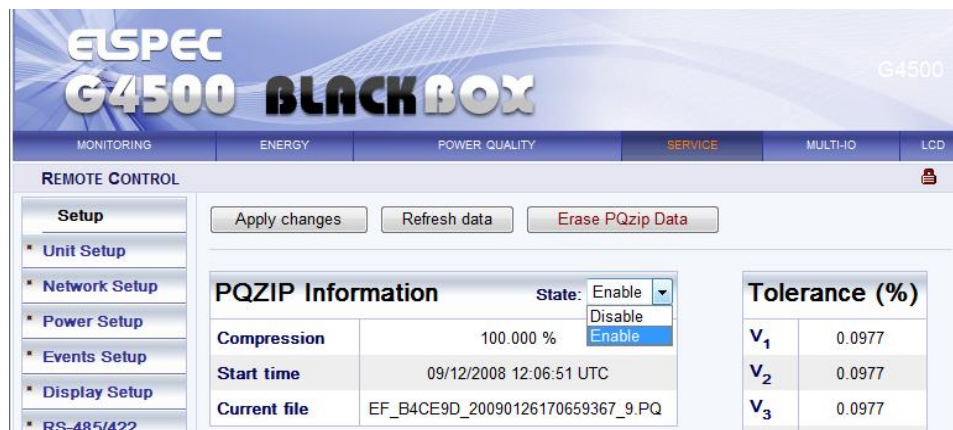 ELSPEC
G4500 BLACKBOX
G4500
MONITORING ENERGY POWER QUALITY SERVICE MULTI-IO LCD
REMOTE CONTROL
Setup
Unit Setup
Network Setup
Power Setup
Events Setup
Display Setup
RS-485/422
Apply changes Refresh data Erase PQzip Data
PQZIP Information State: Enable
Disable
Enable
Compression 100.000 %
Start time 09/12/2008 12:06:51 UTC
Current file EF_B4CE9D_20090126170659367_9.PQ
Tolerance (%)
V1 0.0977
V2 0.0977
V3 0.0977